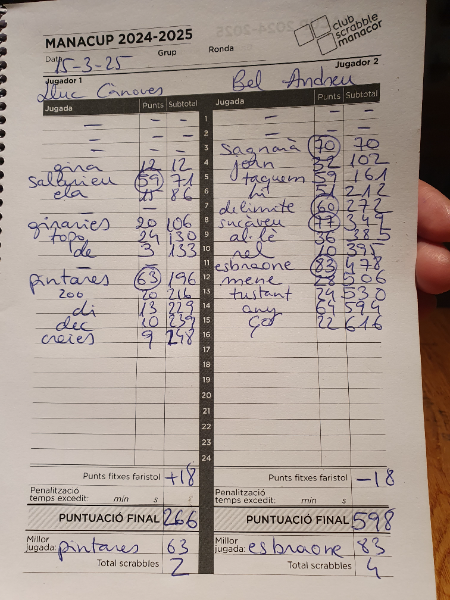 MANACUP 2024-2025
club scrabble manacor
Data 15-3-25 Grup Ronda
Jugador 1 Jugador 2
Lluc Cànoves Bel Andreu
Jugada Punts Subtotal Jugada Punts Subtotal
– – – 1 – – –
– – – 2 – – –
– – – 3 sagnarà 70 70
gira 12 12 4 jorn 32 102
59 71 5 taquem 59 161
ela 15 86 6 51 212
– 7 delimite 60 272
giraries 20 106 8 sucaveu 77 349
topo 24 130 9 36 385
de 3 133 10 nel 10 395
– 11 esbraone 83 478
pintares 63 196 12 mene 28 506
zoo 20 216 13 tustant 24 530
di 13 229 14 any 64 594
dec 10 239 15 ço 22 616
creies 9 248 16
17
18
19
20
21
22
23
24
Punts fitxes faristol +18 Punts fitxes faristol -18
Penalització temps excedit: min s Penalització temps excedit: min s
PUNTUACIÓ FINAL 266 PUNTUACIÓ FINAL 598
Millor jugada: pintares 63 Millor jugada: esbraone 83
Total scrabbles 2 Total scrabbles 4